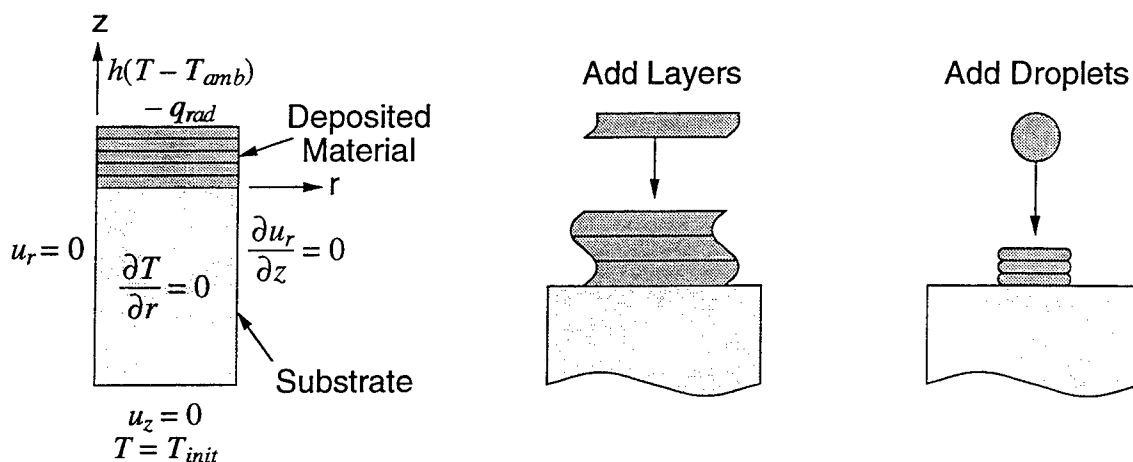 z
h(T − T_amb)
− q_rad
Deposited
Material
r
u_r = 0
∂u_r/∂z = 0
∂T/∂r = 0
Substrate
u_z = 0
T = T_init
Add Layers
Add Droplets